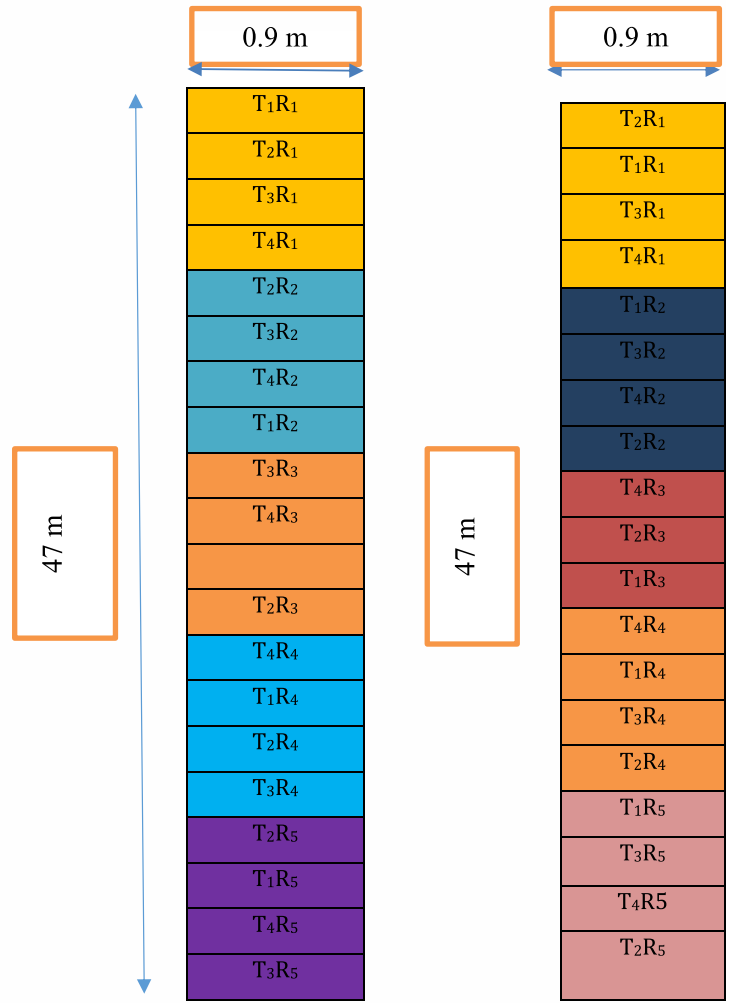 0.9 m
0.9 m
47 m
T₁R₁
T₂R₁
T₃R₁
T₄R₁
T₂R₂
T₃R₂
T₄R₂
T₁R₂
T₃R₃
T₄R₃
T₂R₃
T₄R₄
T₁R₄
T₂R₄
T₃R₄
T₂R₅
T₁R₅
T₄R₅
T₃R₅
47 m
T₂R₁
T₁R₁
T₃R₁
T₄R₁
T₁R₂
T₃R₂
T₄R₂
T₂R₂
T₄R₃
T₂R₃
T₁R₃
T₄R₄
T₁R₄
T₃R₄
T₂R₄
T₁R₅
T₃R₅
T₄R5
T₂R₅